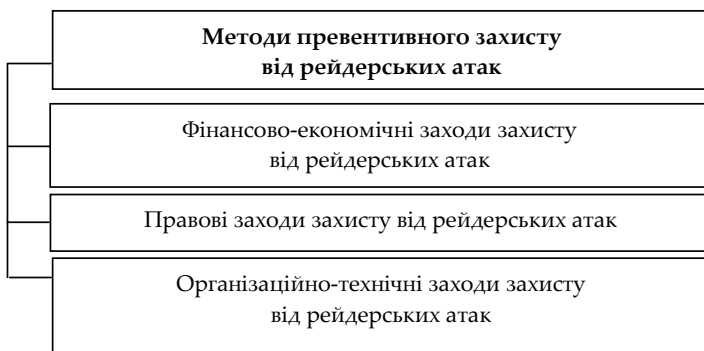 Методи превентивного захисту
від рейдерських атак
Фінансово-економічні заходи захисту
від рейдерських атак
Правові заходи захисту від рейдерських атак
Організаційно-технічні заходи захисту
від рейдерських атак